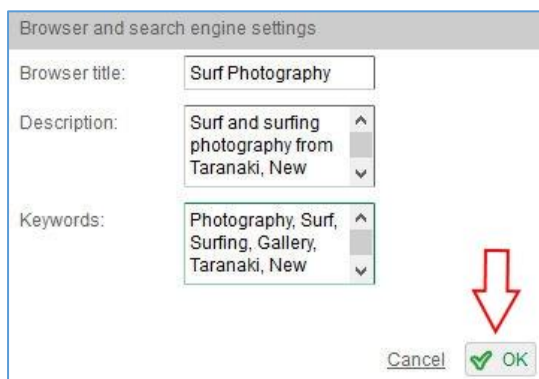 Browser and search engine settings
Browser title: Surf Photography
Description: Surf and surfing
photography from
Taranaki, New
Keywords: Photography, Surf,
Surfing, Gallery,
Taranaki, New
Cancel OK